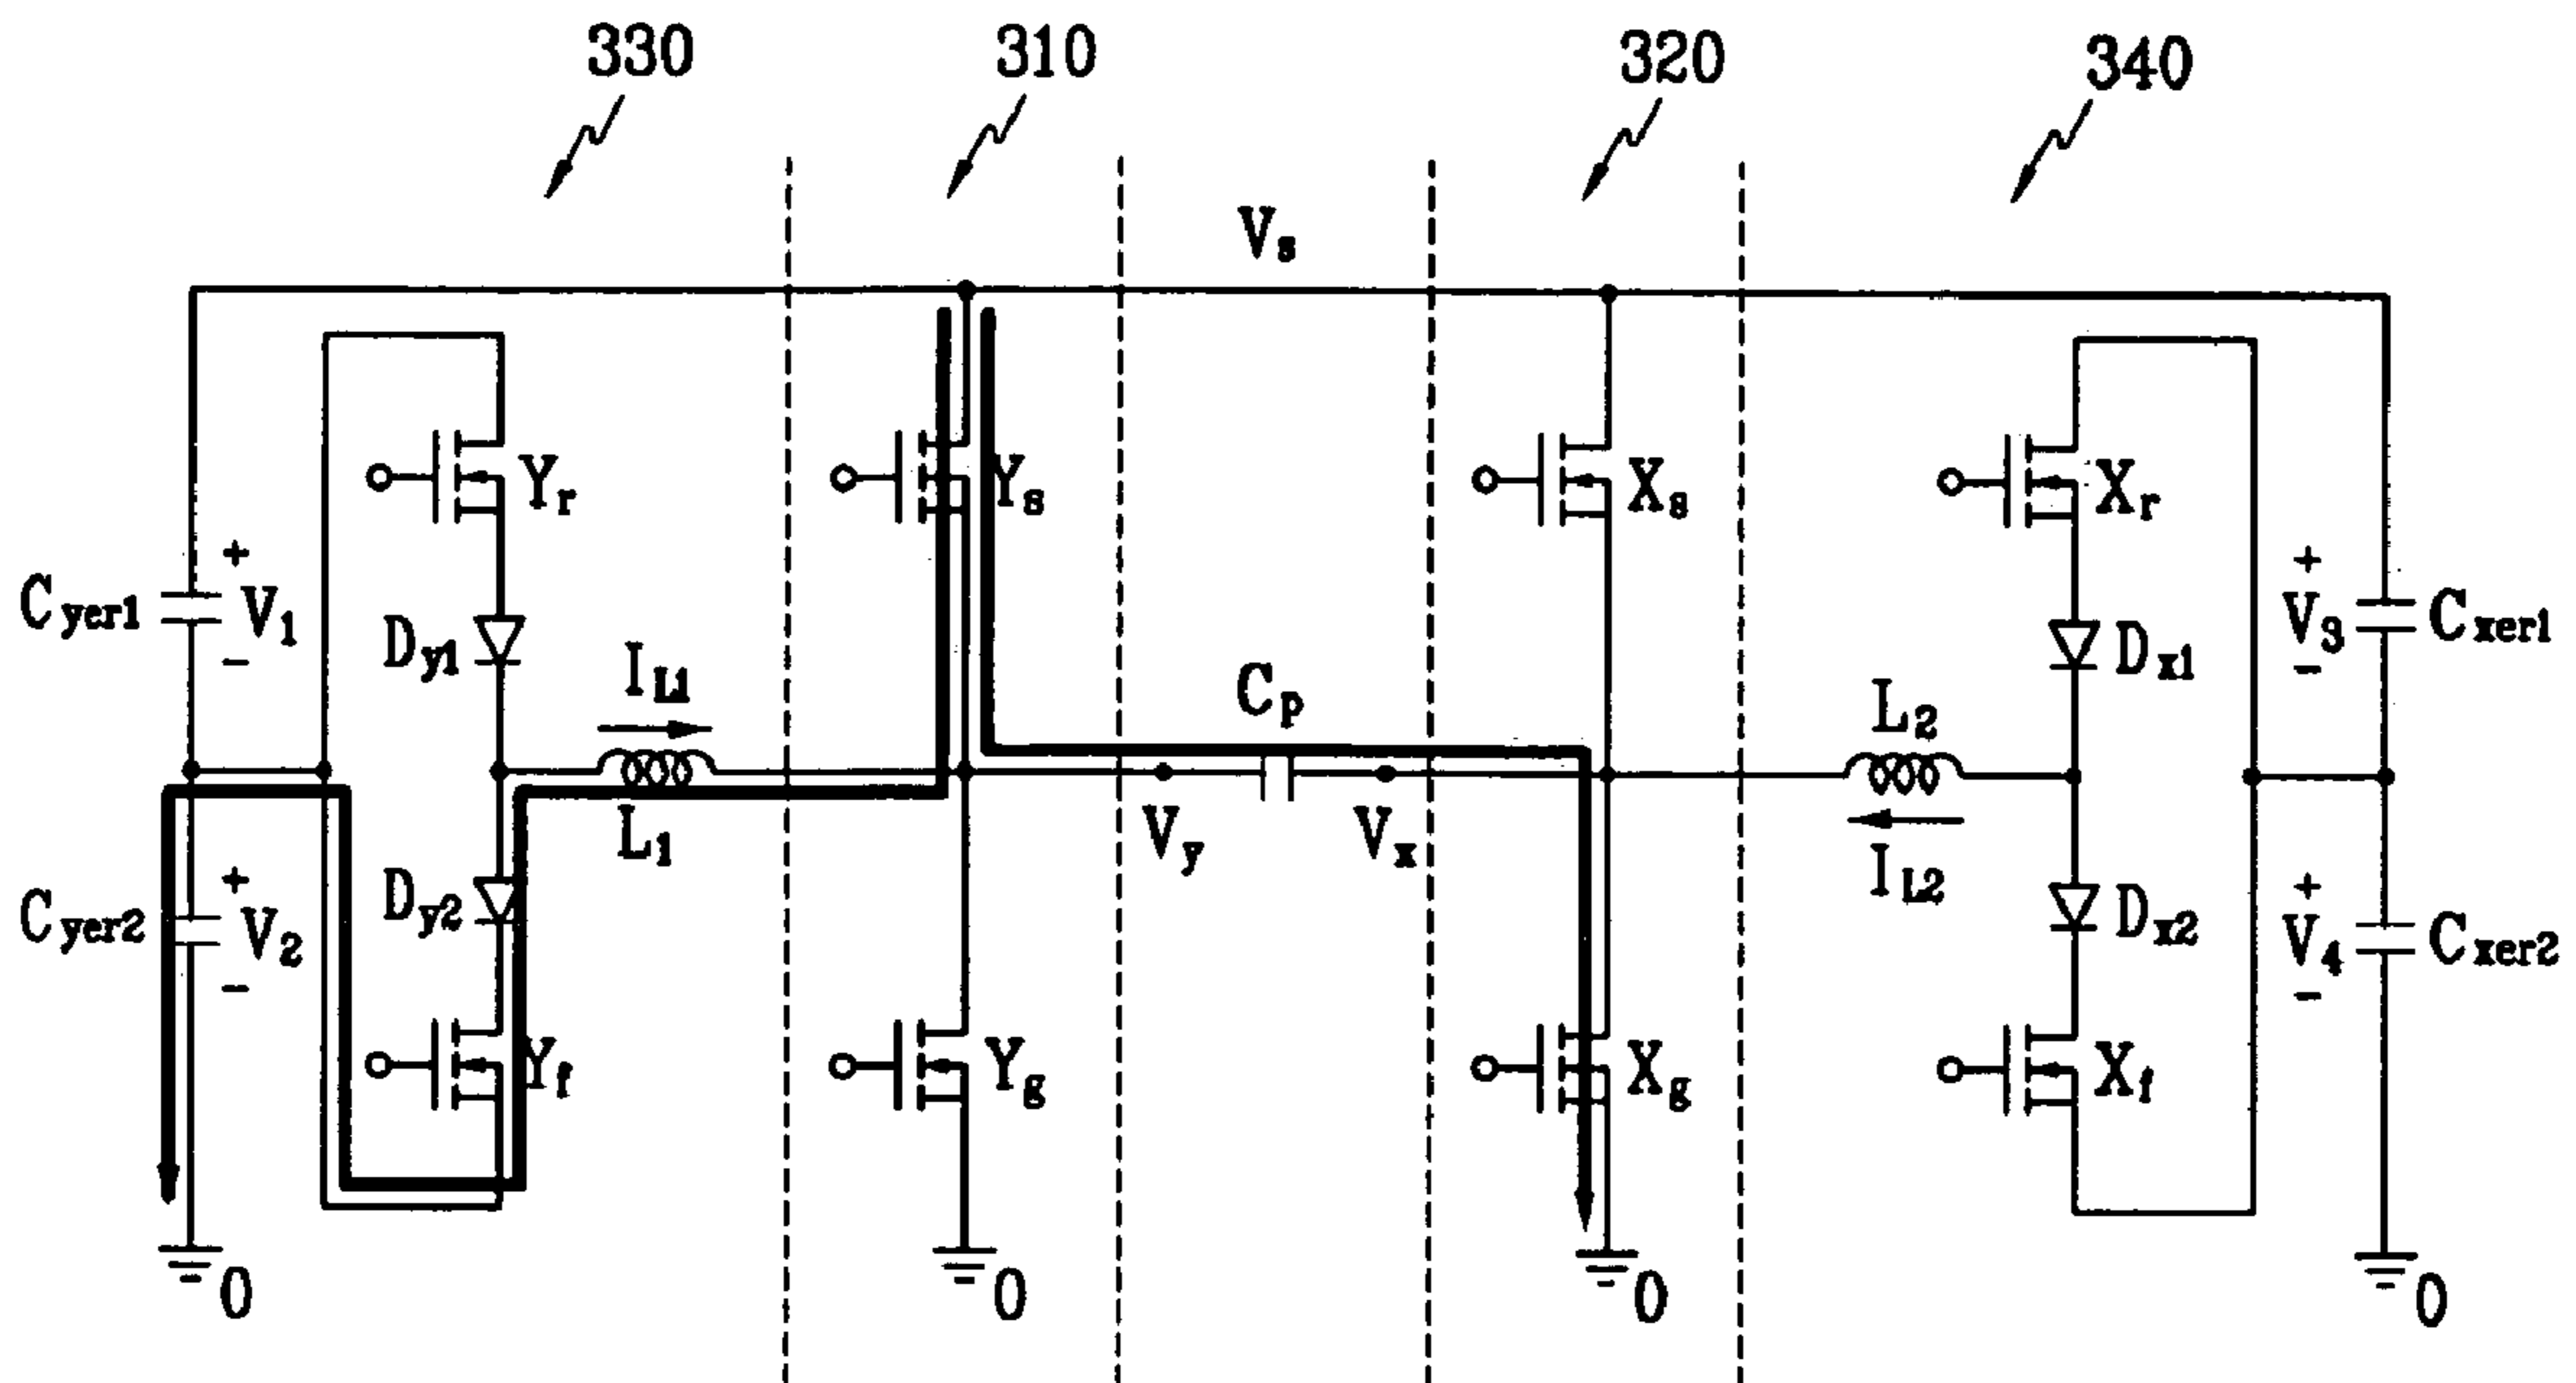 330
310
320
340
Vs
Yr
Ys
Xs
Xr
+
+
Cyer1
V1
V3
Cxer1
-
-
Dy1
Dx1
IL1
Cp
L2
L1
Vy
Vx
IL2
+
+
Cyer2
V2
V4
Cxer2
-
-
Dy2
Dx2
Yf
Yg
Xg
Xf
0
0
0
0